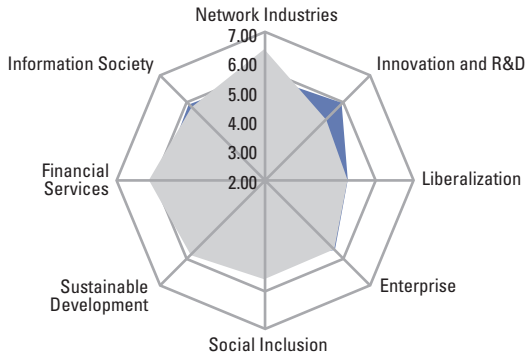 Network Industries
7.00
6.00
5.00
4.00
3.00
2.00
Information Society
Innovation and R&D
Financial
Services
Liberalization
Sustainable
Development
Enterprise
Social Inclusion